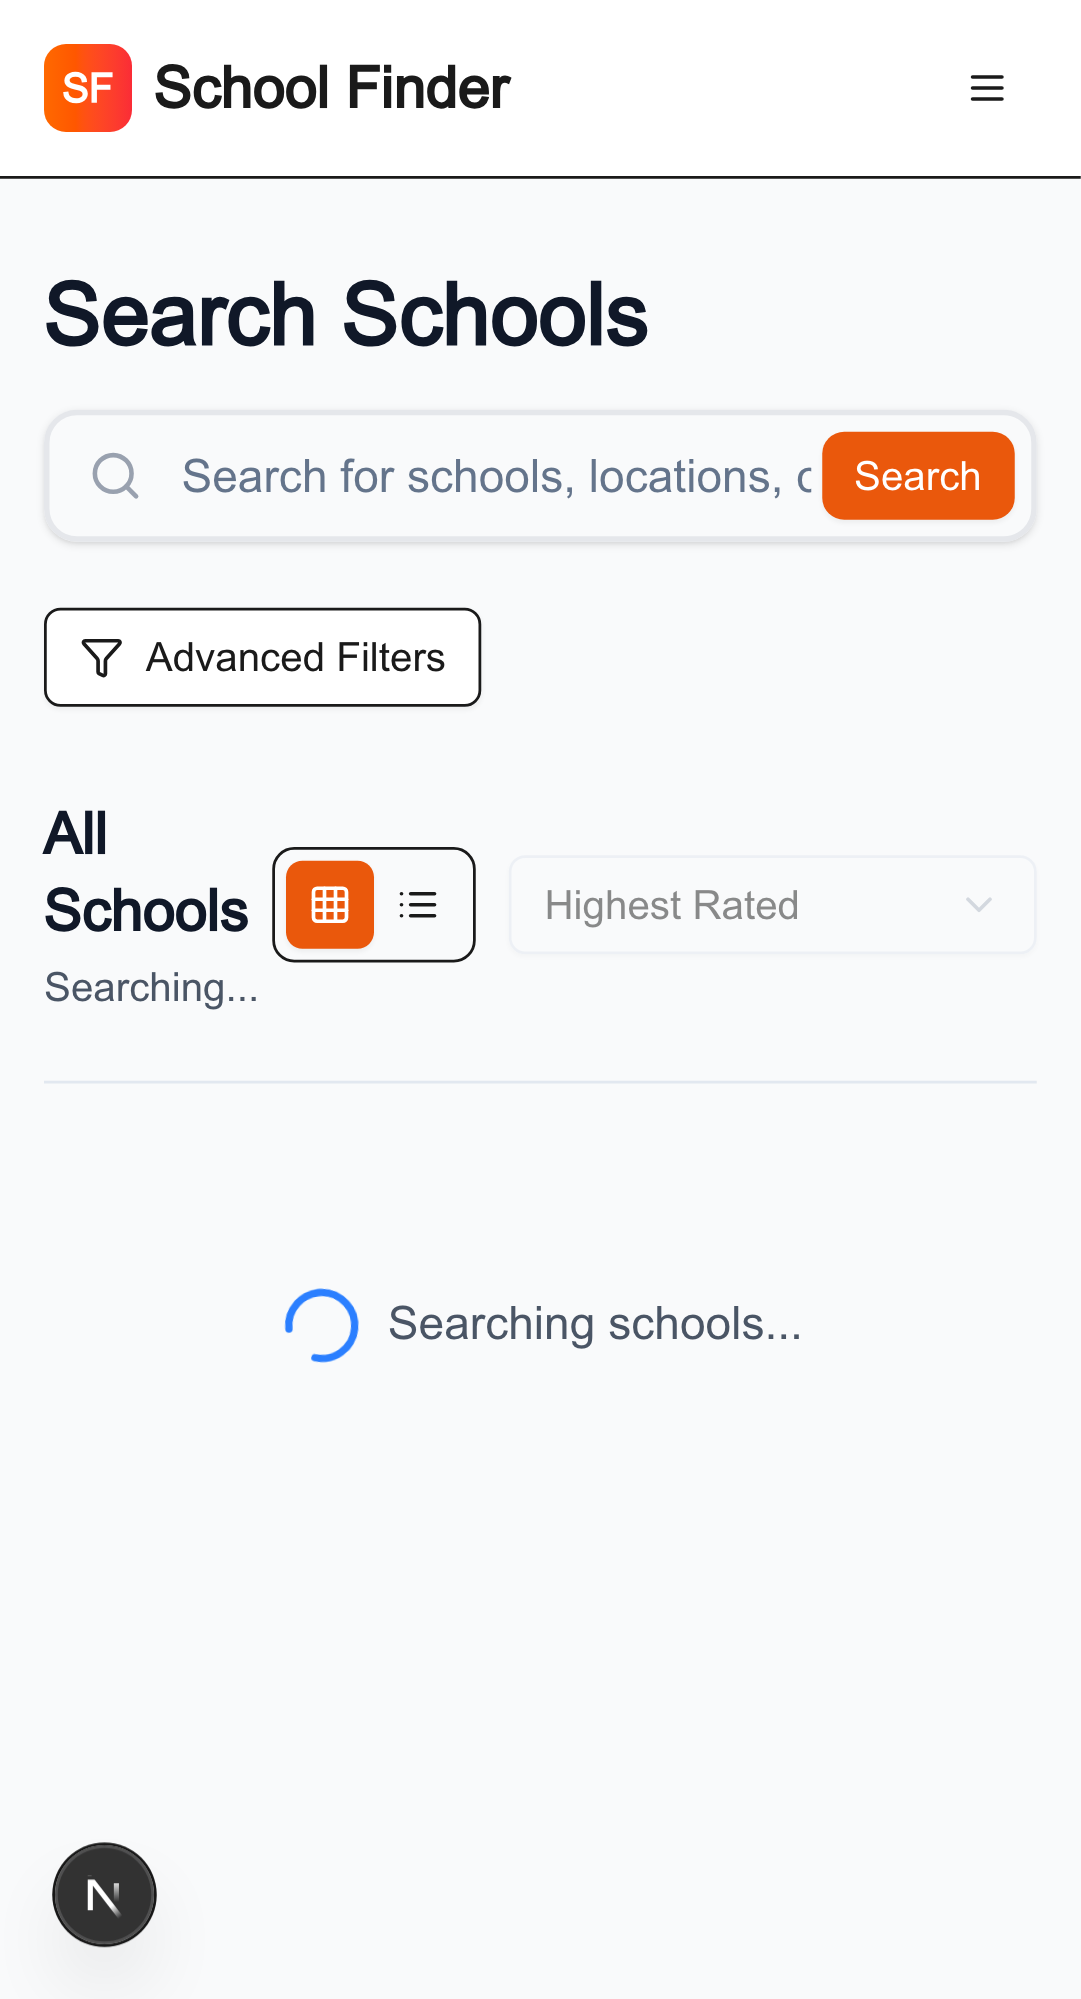 SF School Finder
Search Schools
Search for schools, locations, c
Search
Advanced Filters
All
Schools
Searching...
Highest Rated
Searching schools...
N